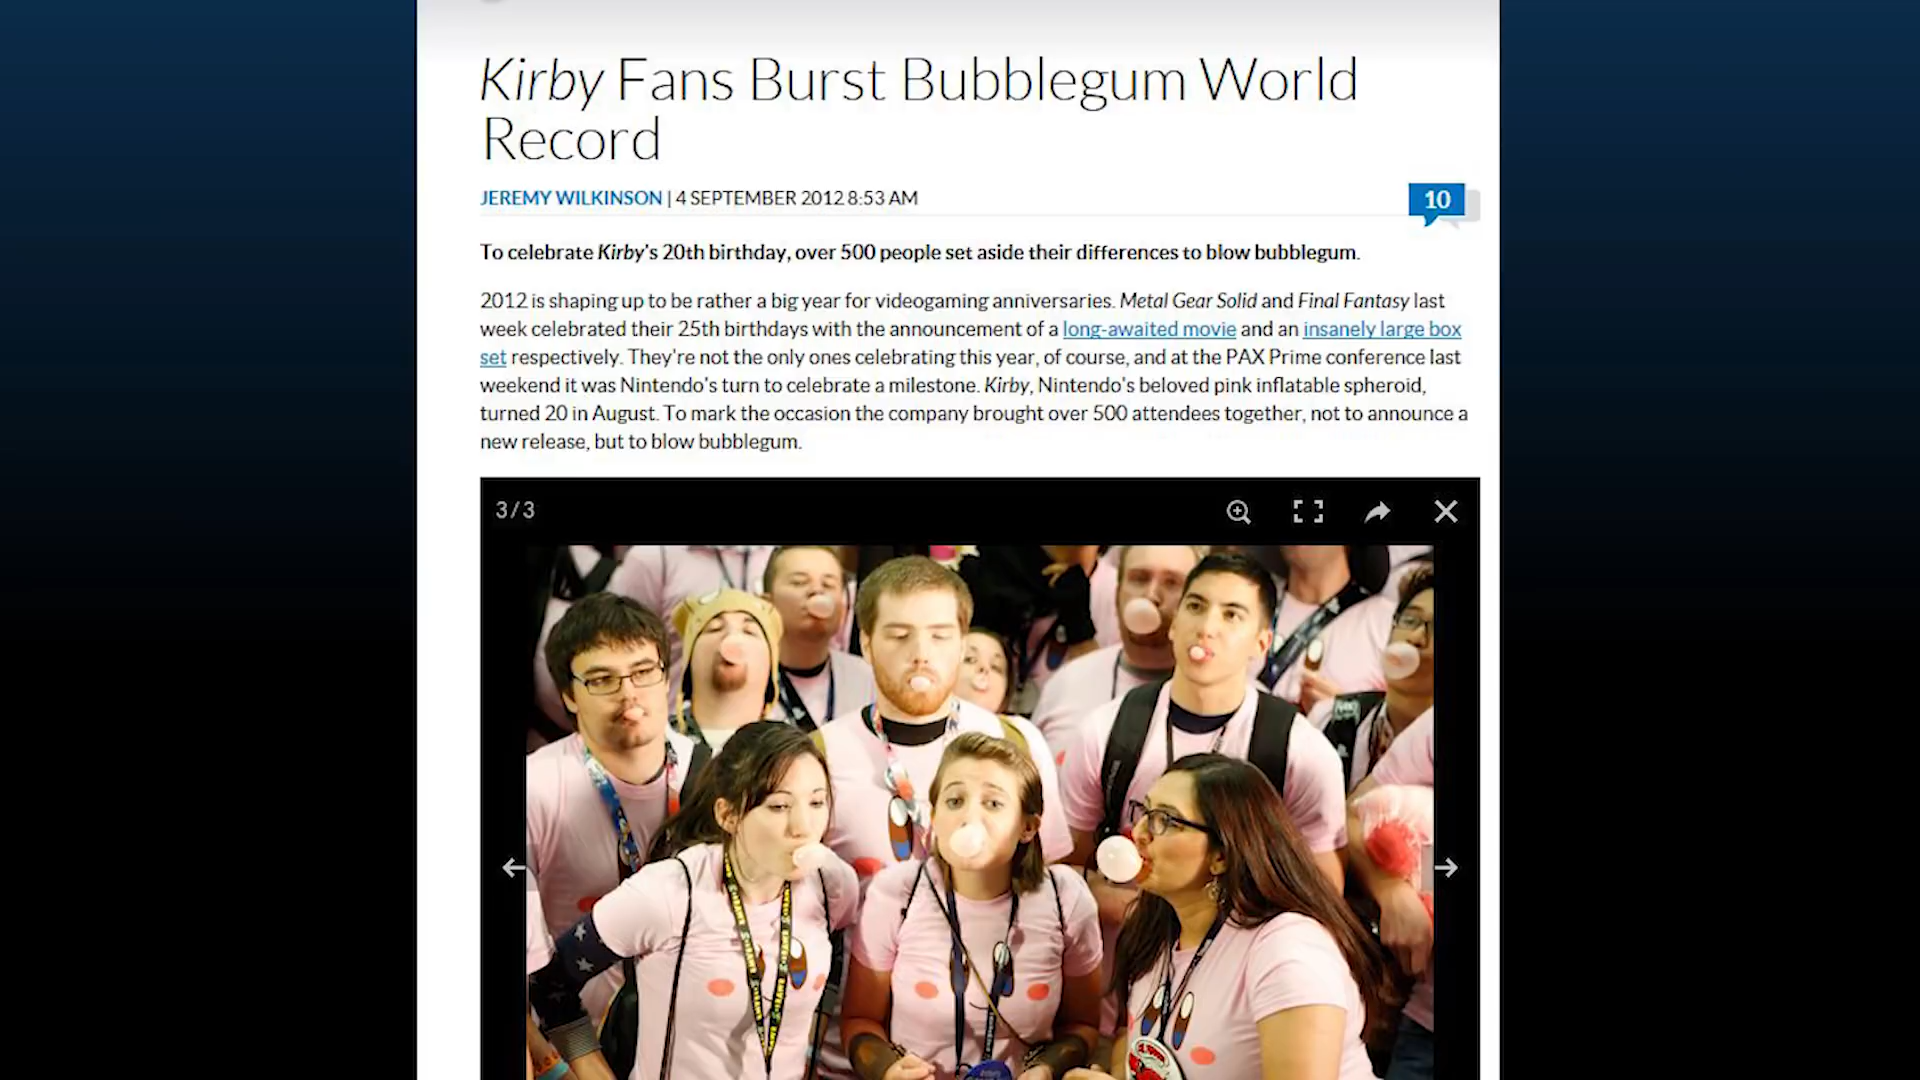 Kirby Fans Burst Bubblegum World
Record
JEREMY WILKINSON | 4 SEPTEMBER 2012 8:53 AM
10
To celebrate Kirby's 20th birthday, over 500 people set aside their differences to blow bubblegum.
2012 is shaping up to be rather a big year for videogaming anniversaries. Metal Gear Solid and Final Fantasy last
week celebrated their 25th birthdays with the announcement of a long-awaited movie and an insanely large box
set respectively. They're not the only ones celebrating this year, of course, and at the PAX Prime conference last
weekend it was Nintendo's turn to celebrate a milestone. Kirby, Nintendo's beloved pink inflatable spheroid,
turned 20 in August. To mark the occasion the company brought over 500 attendees together, not to announce a
new release, but to blow bubblegum.
3/3